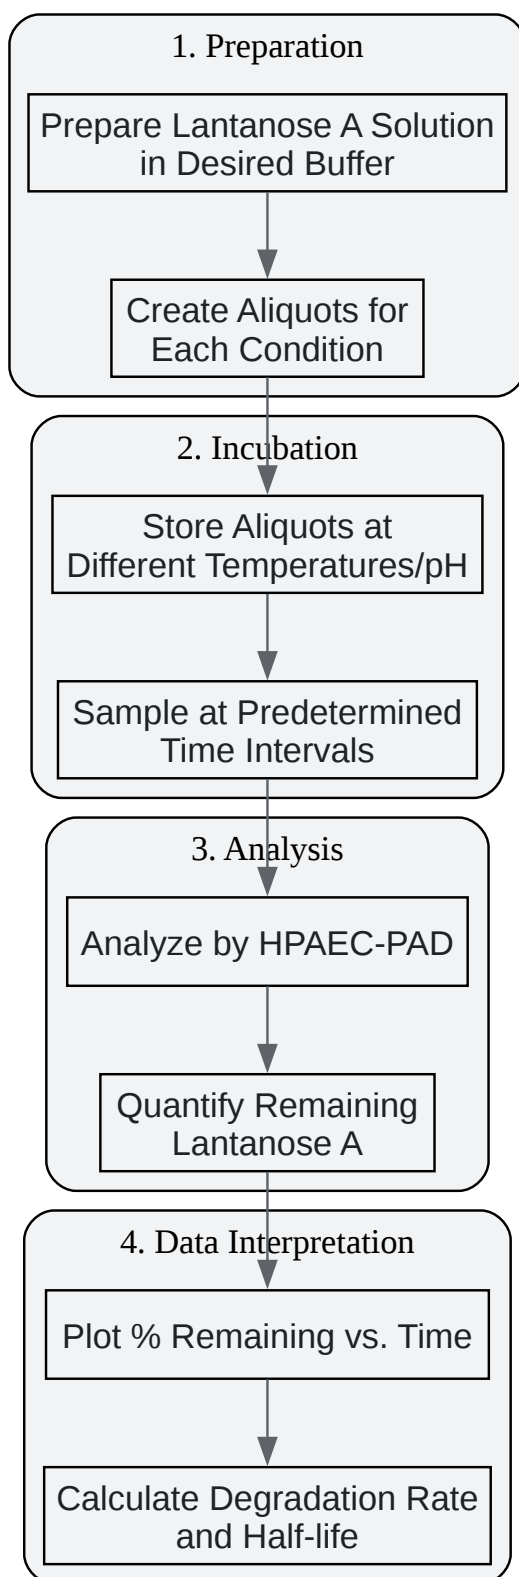 1. Preparation
Prepare Lantanose A Solution
in Desired Buffer
Create Aliquots for
Each Condition
2. Incubation
Store Aliquots at
Different Temperatures/pH
Sample at Predetermined
Time Intervals
3. Analysis
Analyze by HPAEC-PAD
Quantify Remaining
Lantanose A
4. Data Interpretation
Plot % Remaining vs. Time
Calculate Degradation Rate
and Half-life